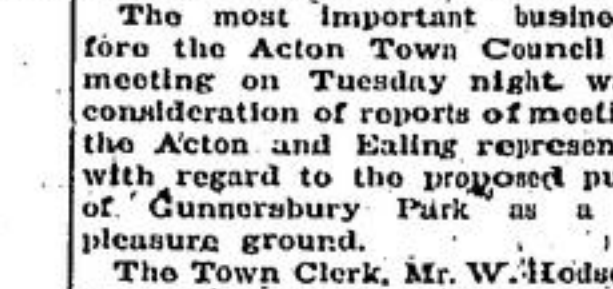 The most important busine
fore the Acton Town Council
meeting on Tuesday night w
consideration of reports of meeti
the Acton and Ealing represen
with regard to the proposed pu
of Gunnersbury Park as a
pleasure ground.
The Town Clerk, Mr. W. Hodso